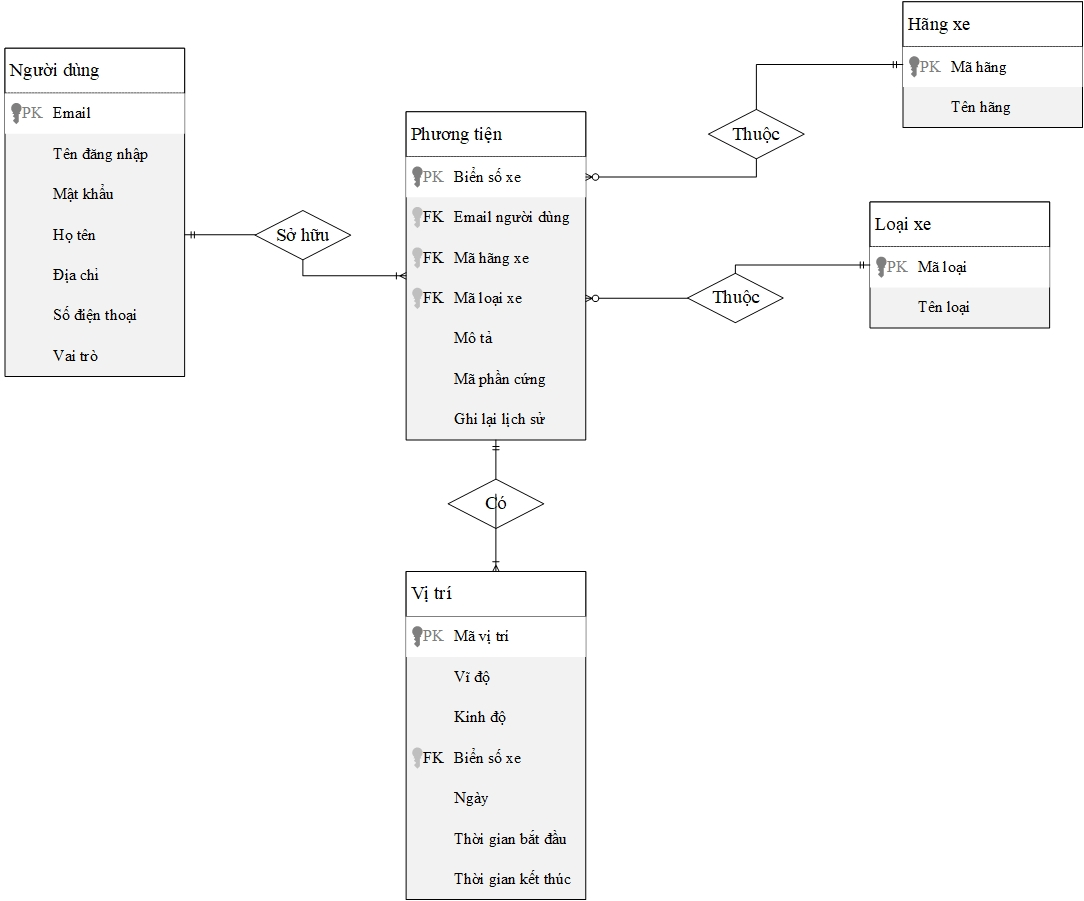 Người dùng
PK Email
Tên đăng nhập
Mật khẩu
Họ tên
Địa chỉ
Số điện thoại
Vai trò
Sở hữu
Phương tiện
PK Biển số xe
FK Email người dùng
FK Mã hãng xe
FK Mã loại xe
Mô tả
Mã phần cứng
Ghi lại lịch sử
Thuộc
Hãng xe
PK Mã hãng
Tên hãng
Thuộc
Loại xe
PK Mã loại
Tên loại
Có
Vị trí
PK Mã vị trí
Vĩ độ
Kinh độ
FK Biển số xe
Ngày
Thời gian bắt đầu
Thời gian kết thúc